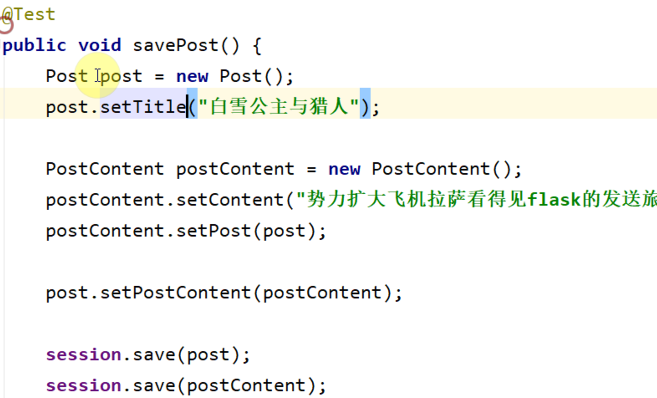 @Test
public void savePost() {
Post post = new Post();
post.setTitle("白雪公主与猎人");
PostContent postContent = new PostContent();
postContent.setContent("势力扩大飞机拉萨看得见flask的发送旅
postContent.setPost(post);
post.setPostContent(postContent);
session.save(post);
session.save(postContent);